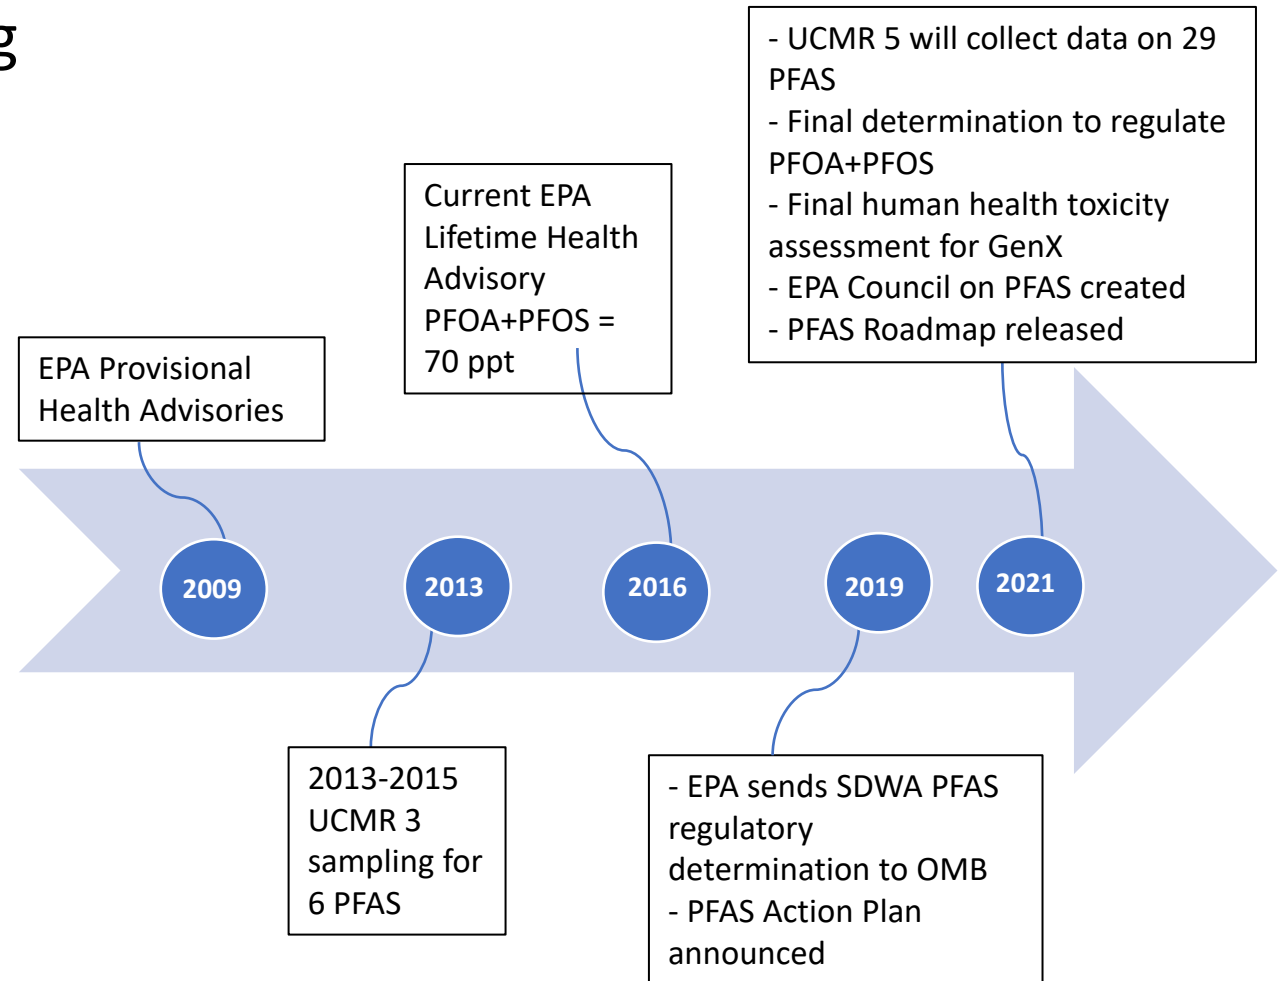 g
- UCMR 5 will collect data on 29
PFAS
- Final determination to regulate
PFOA+PFOS
- Final human health toxicity
assessment for GenX
- EPA Council on PFAS created
- PFAS Roadmap released
Current EPA
Lifetime Health
Advisory
PFOA+PFOS =
70 ppt
EPA Provisional
Health Advisories
2009
2013
2016
2019
2021
2013-2015
UCMR 3
sampling for
6 PFAS
- EPA sends SDWA PFAS
regulatory
determination to OMB
- PFAS Action Plan
announced